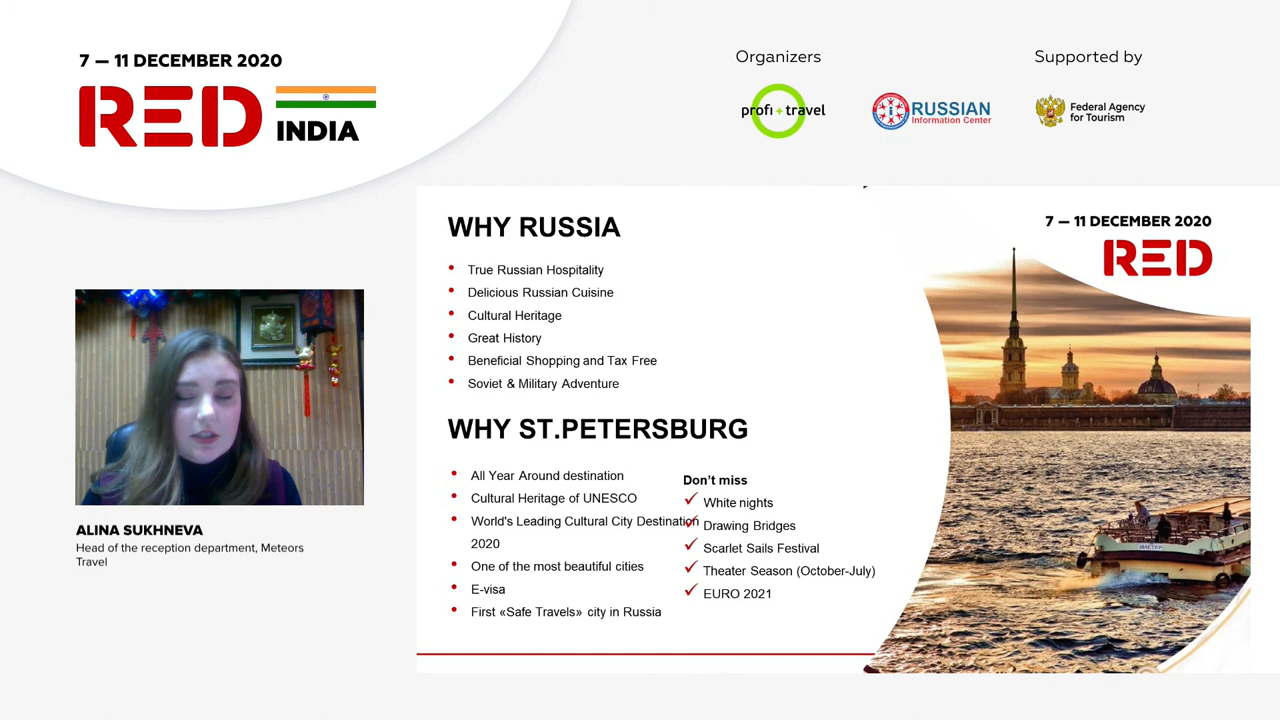 7 — 11 DECEMBER 2020
RED
INDIA
Organizers
Supported by
profi + travel
RUSSIAN
Information Center
Federal Agency
for Tourism
WHY RUSSIA
• True Russian Hospitality
• Delicious Russian Cuisine
• Cultural Heritage
• Great History
• Beneficial Shopping and Tax Free
• Soviet & Military Adventure
WHY ST.PETERSBURG
• All Year Around destination
• Cultural Heritage of UNESCO
• World's Leading Cultural City Destination
2020
• One of the most beautiful cities
• E-visa
• First «Safe Travels» city in Russia
Don't miss
✓ White nights
✓ Drawing Bridges
✓ Scarlet Sails Festival
✓ Theater Season (October-July)
✓ EURO 2021
7 — 11 DECEMBER 2020
RED
ALINA SUKHNEVA
Head of the reception department, Meteors
Travel